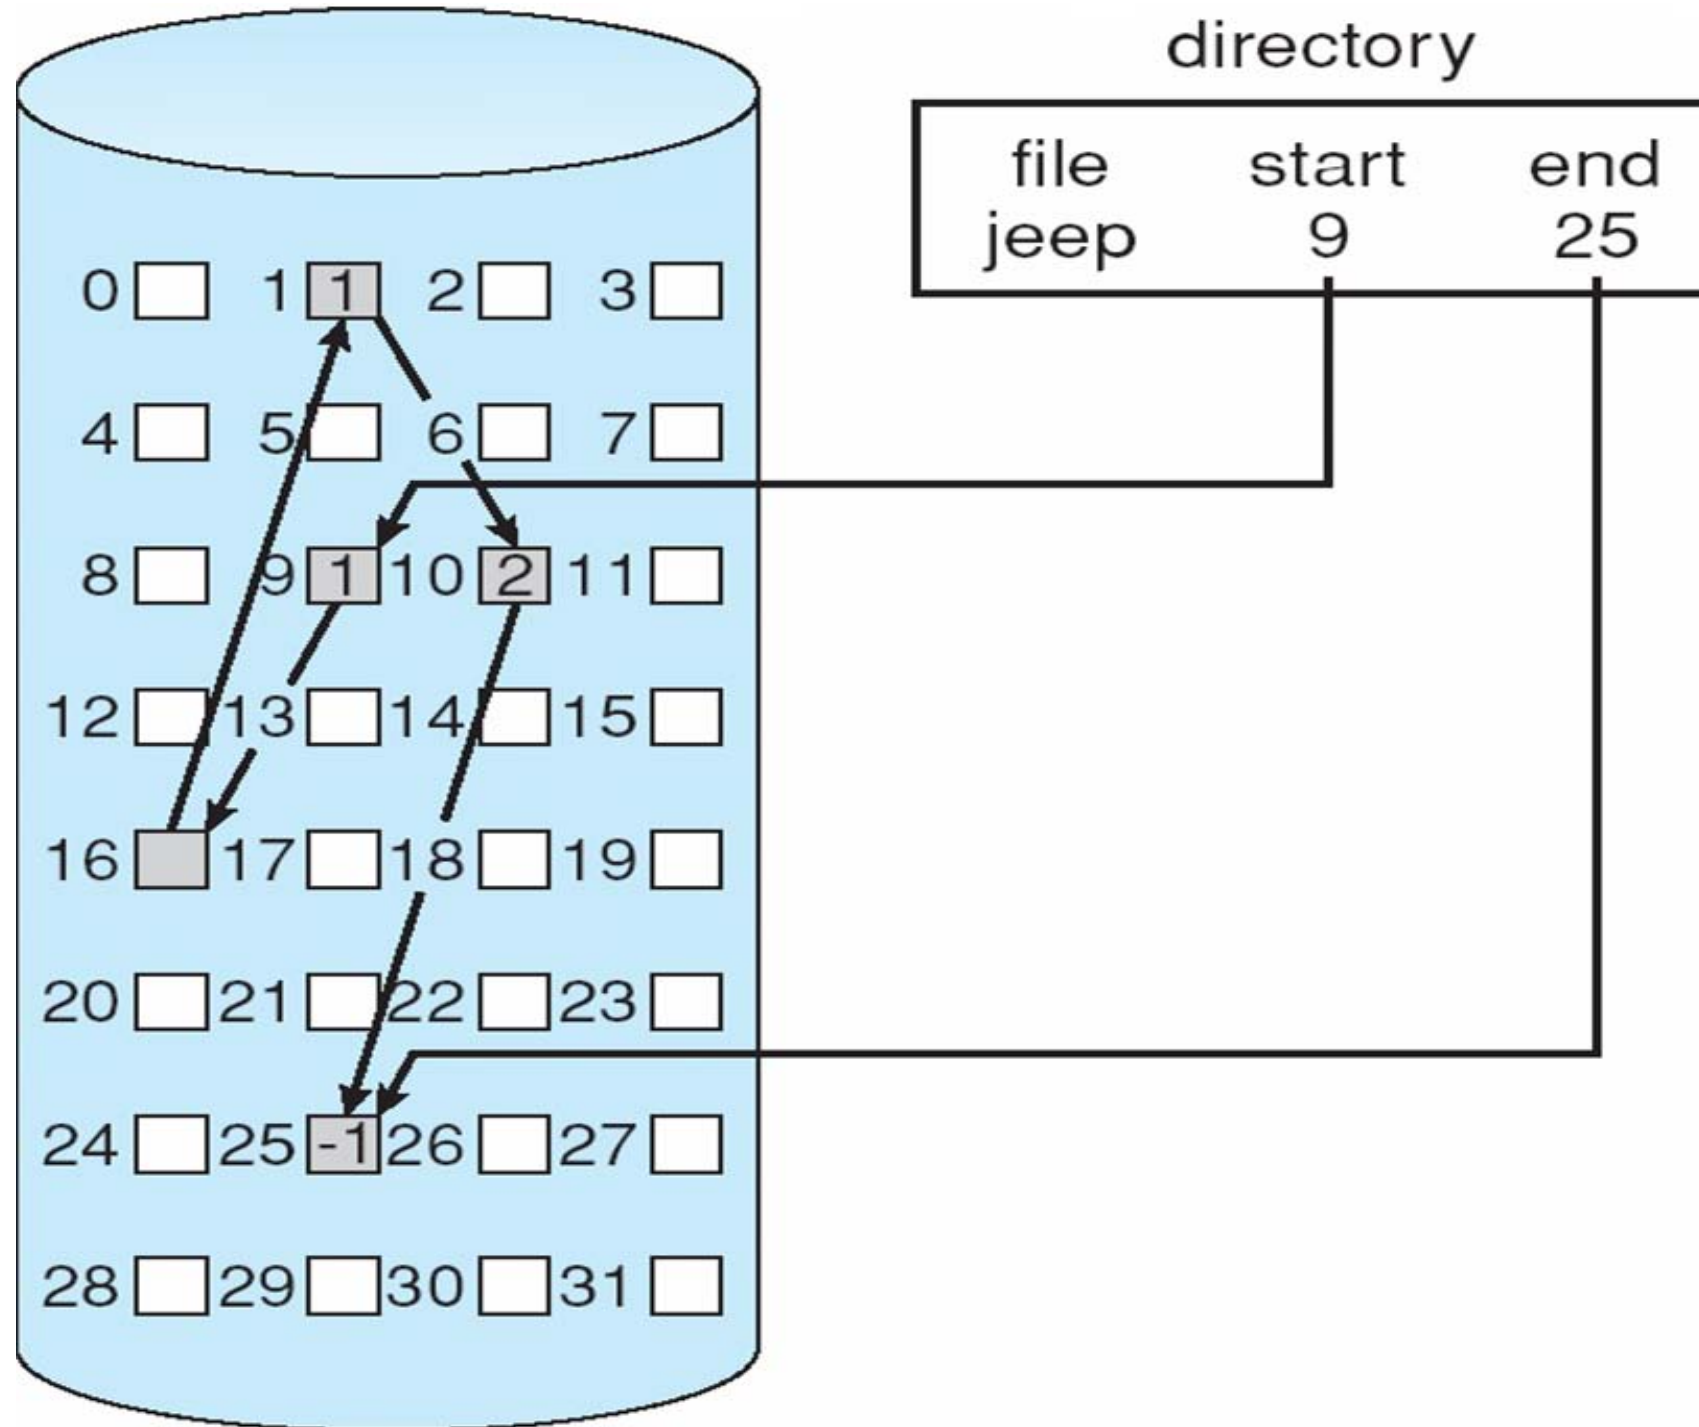 directory
file start end
jeep 9 25
0 1 1 2 3
4 5 6 7
8 9 1 10 2 11
12 13 14 15
16 17 18 19
20 21 22 23
24 25 -1 26 27
28 29 30 31